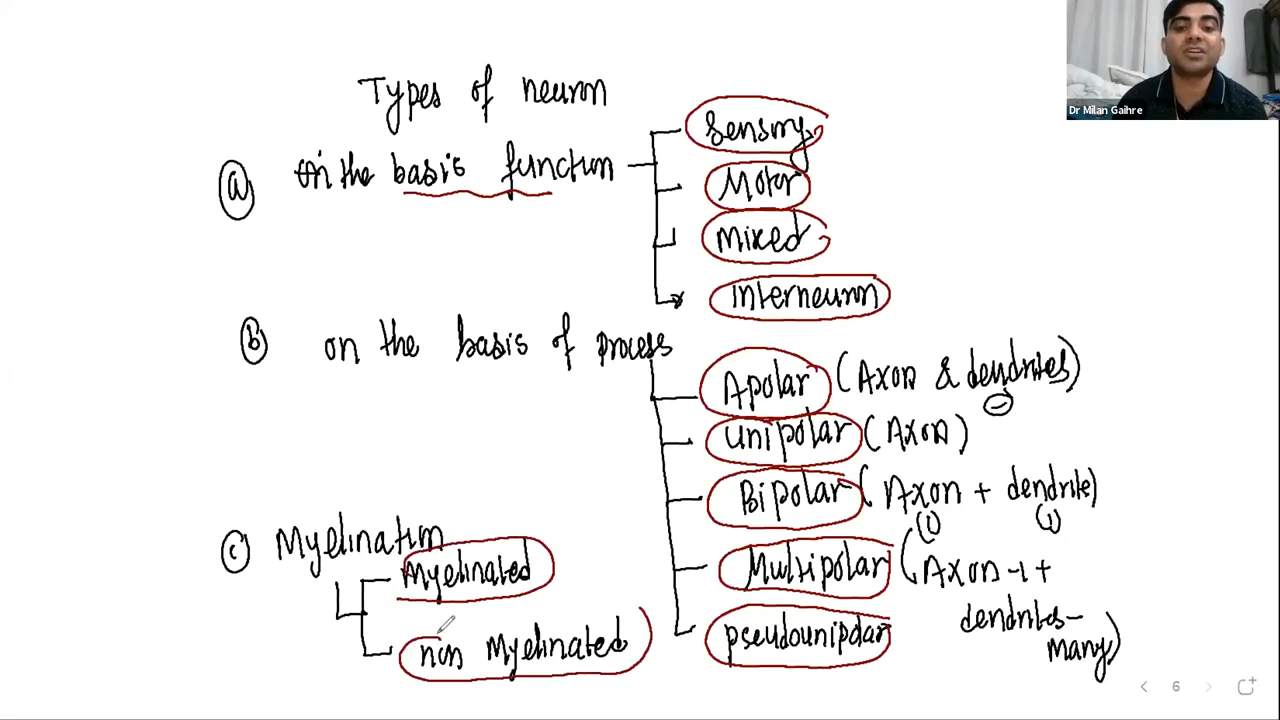 Dr Milan Gaihre
Types of neuron
(a) on the basis function
Sensory
Motor
Mixed
interneuron
(b) on the basis of process
Apolar (Axon & dendrites)
(-)
unipolar (Axon)
Bipolar (Axon + dendrite)
(1) (1)
Multipolar (Axon-1 +
dendrites-
many)
pseudounipolar
(c) Myelination
Myelinated
non Myelinated
6